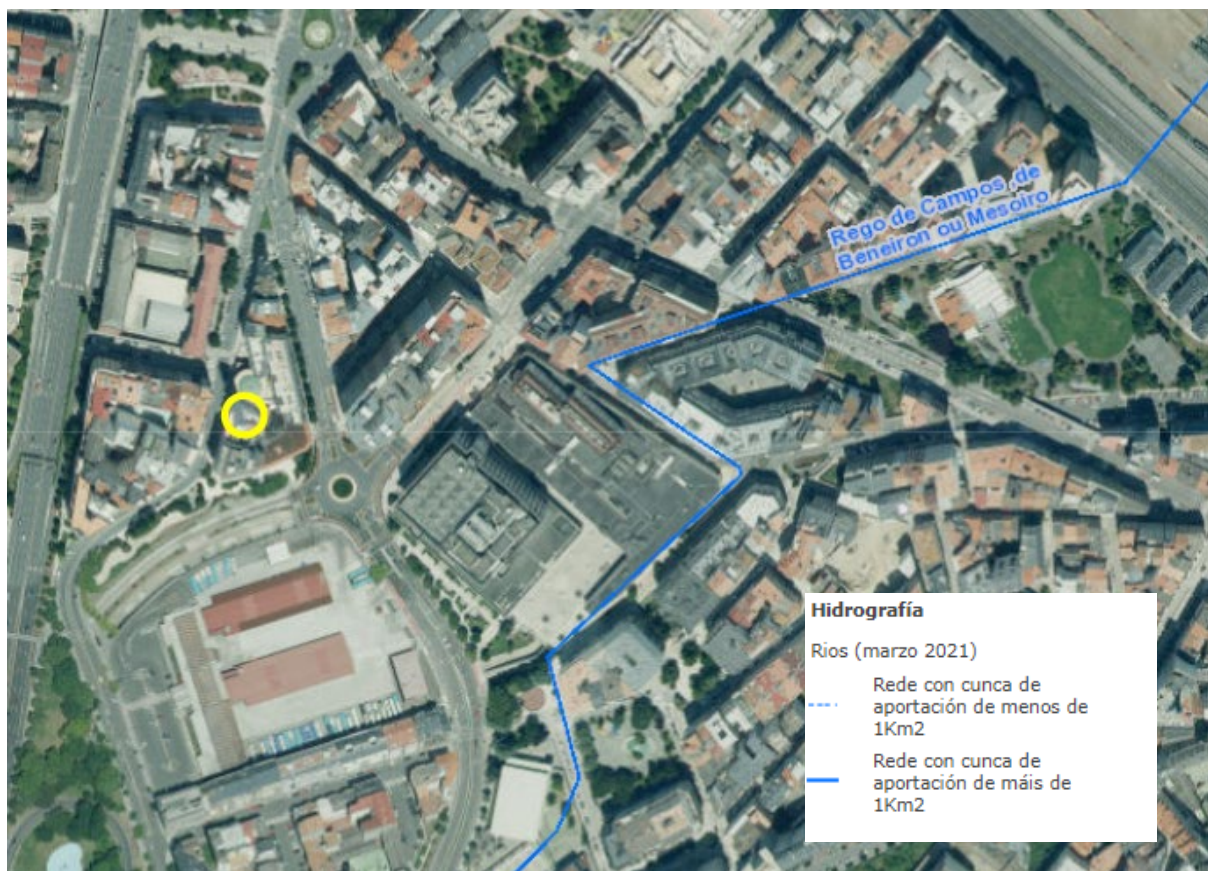 Rego de Campos de
Beneiron ou Mesoiro
Hidrografía
Rios (marzo 2021)
Rede con cunca de
aportación de menos de
1Km2
Rede con cunca de
aportación de máis de
1Km2